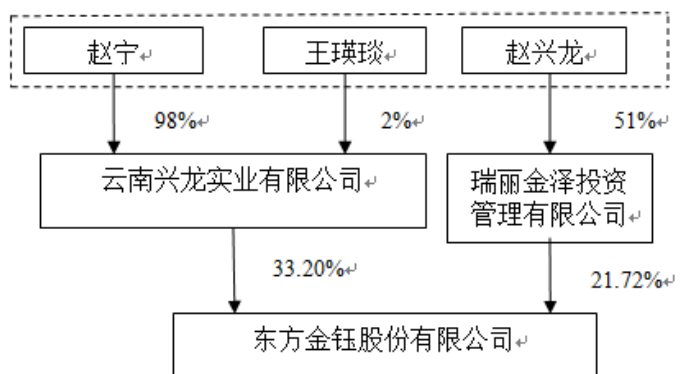 赵宁
王瑛琰
赵兴龙
98%
2%
51%
云南兴龙实业有限公司
瑞丽金泽投资
管理有限公司
33.20%
21.72%
东方金钰股份有限公司